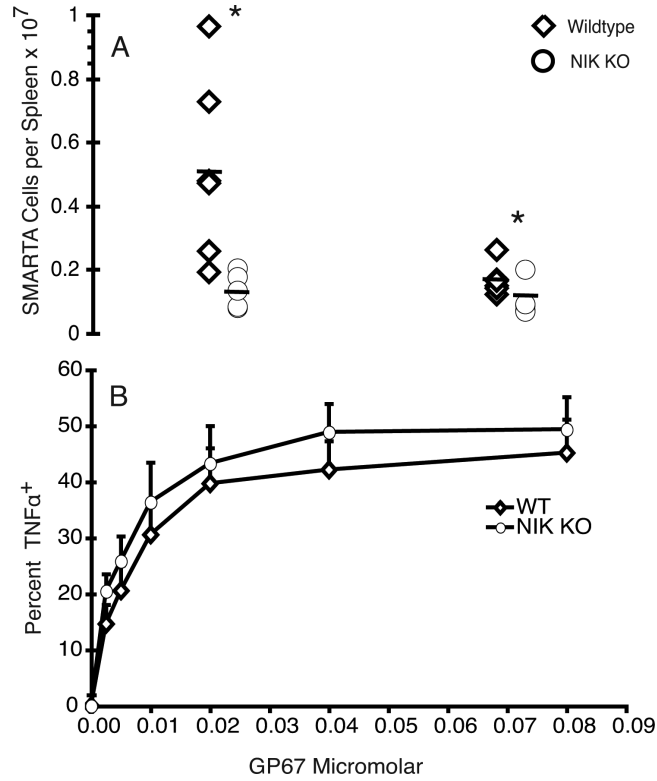 A
*
*
Wildtype
NIK KO
SMARTA Cells per Spleen x 10⁷
1
0.8
0.6
0.4
0.2
0
B
WT
NIK KO
Percent TNFα⁺
60
50
40
30
20
10
0
0.00 0.01 0.02 0.03 0.04 0.05 0.06 0.07 0.08 0.09
GP67 Micromolar